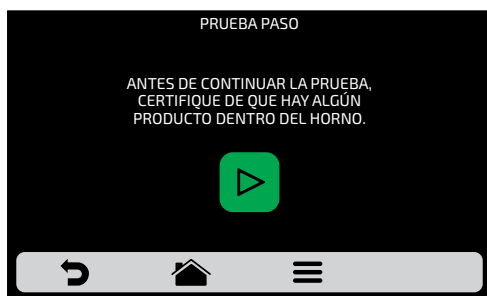 PRUEBA PASO
ANTES DE CONTINUAR LA PRUEBA,
CERTIFIQUE DE QUE HAY ALGÚN
PRODUCTO DENTRO DEL HORNO.